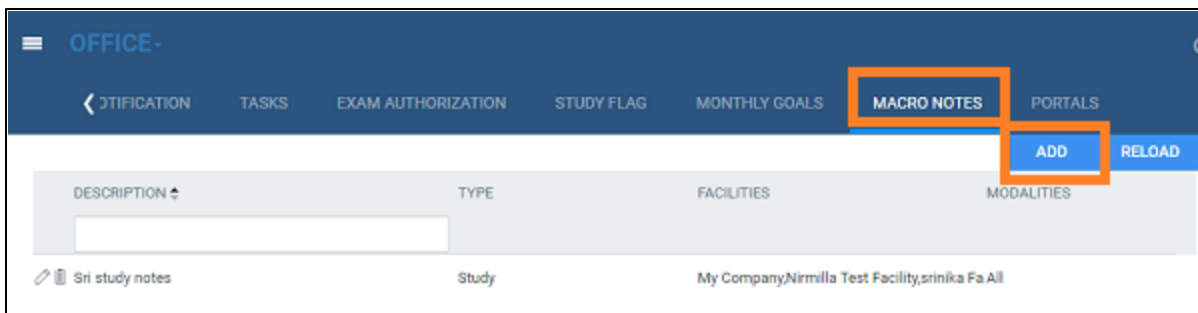 OFFICE
TASKS EXAM AUTHORIZATION STUDY FLAG MONTHLY GOALS MACRO NOTES PORTALS
ADD RELOAD
DESCRIPTION TYPE FACILITIES MODALITIES
Sri study notes Study My Company,Nirmilla Test Facility,srinika Fa All